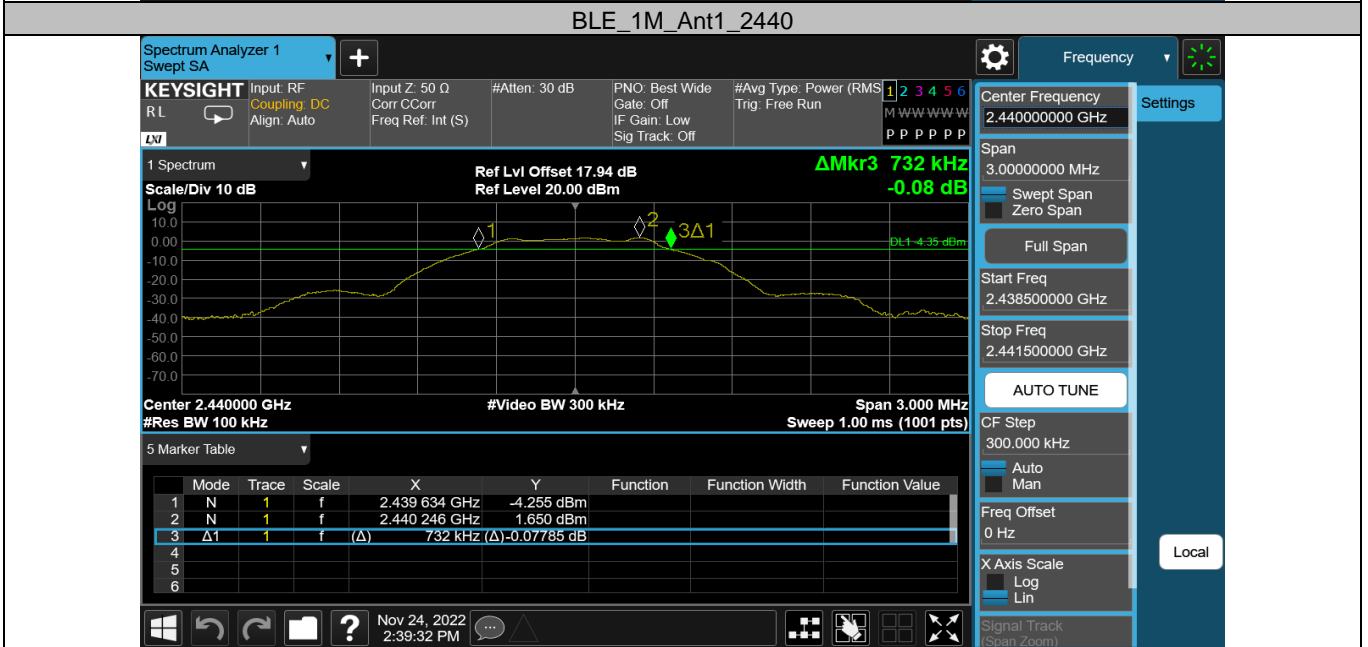 BLE_1M_Ant1_2440
Spectrum Analyzer 1
Swept SA
Frequency
KEYSIGHT
R L
LXI
Input: RF
Coupling: DC
Align: Auto
Input Z: 50 Ω
Corr CCorr
Freq Ref: Int (S)
#Atten: 30 dB
PNO: Best Wide
Gate: Off
IF Gain: Low
Sig Track: Off
#Avg Type: Power (RMS
Trig: Free Run
1 2 3 4 5 6
M W W W W W
P P P P P P
1 Spectrum
Scale/Div 10 dB
Ref Lvl Offset 17.94 dB
Ref Level 20.00 dBm
ΔMkr3 732 kHz
-0.08 dB
Log
10.0
0.00
-10.0
-20.0
-30.0
-40.0
-50.0
-60.0
-70.0
1
2
3Δ1
DL1 -4.35 dBm
Center 2.440000 GHz
#Res BW 100 kHz
#Video BW 300 kHz
Span 3.000 MHz
Sweep 1.00 ms (1001 pts)
5 Marker Table
Mode Trace Scale X Y Function Function Width Function Value
1 N 1 f 2.439 634 GHz -4.255 dBm
2 N 1 f 2.440 246 GHz 1.650 dBm
3 Δ1 1 f (Δ) 732 kHz (Δ) -0.07785 dB
4
5
6
Nov 24, 2022
2:39:32 PM
Settings
Center Frequency
2.440000000 GHz
Span
3.00000000 MHz
Swept Span
Zero Span
Full Span
Start Freq
2.438500000 GHz
Stop Freq
2.441500000 GHz
AUTO TUNE
CF Step
300.000 kHz
Auto
Man
Freq Offset
0 Hz
X Axis Scale
Log
Lin
Signal Track
(Span Zoom)
Local